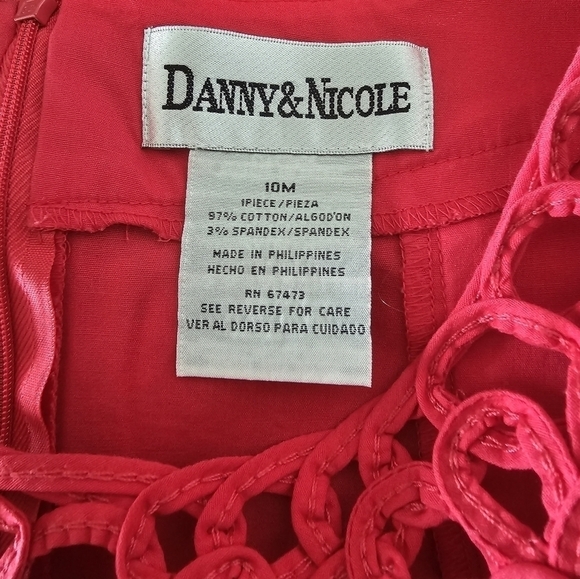 DANNY&NICOLE
10M
1PIECE/PIEZA
97% COTTON/ALGOD'ON
3% SPANDEX/SPANDEX
MADE IN PHILIPPINES
HECHO EN PHILIPPINES
RN 67473
SEE REVERSE FOR CARE
VER AL DORSO PARA CUIDADO